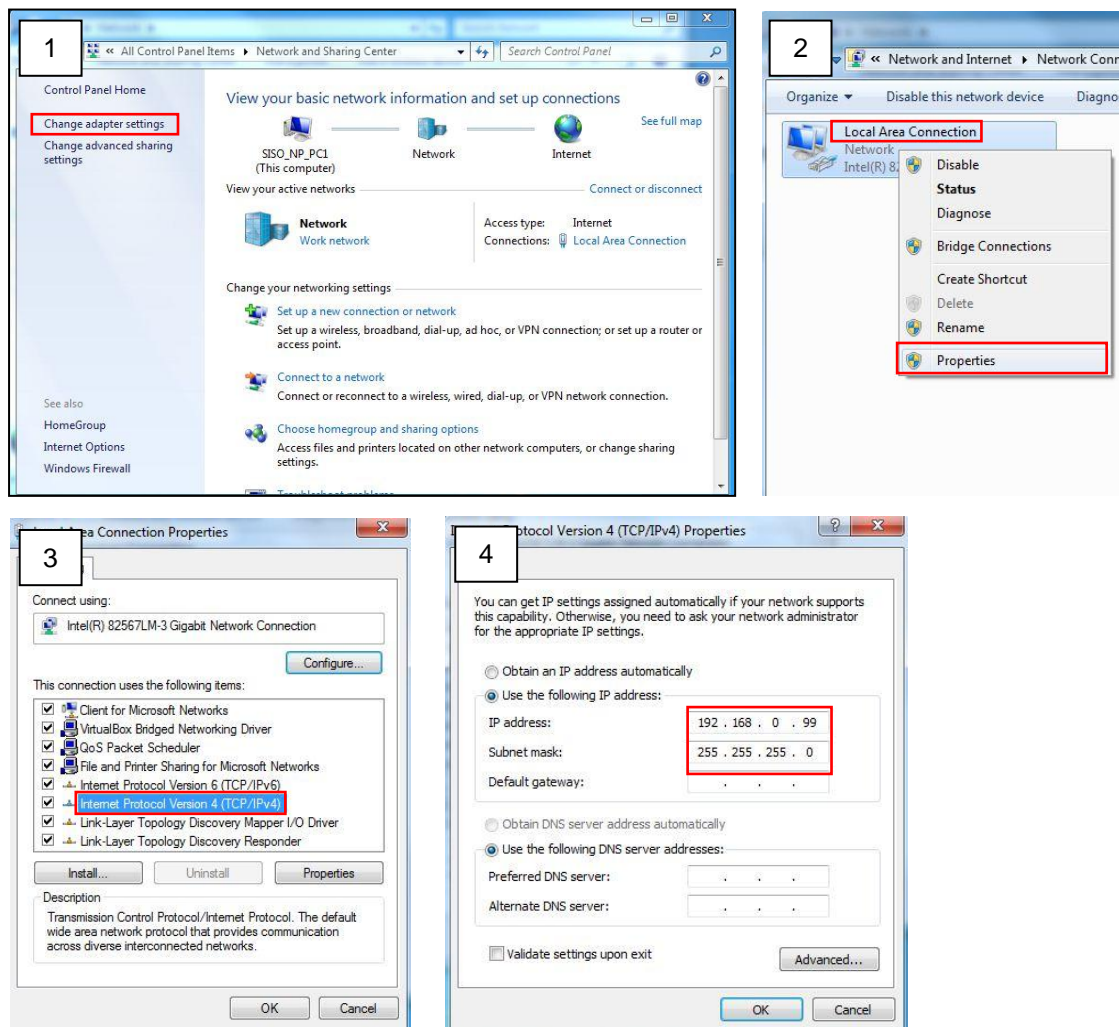 1
« All Control Panel Items ▸ Network and Sharing Center
Search Control Panel
Control Panel Home
Change adapter settings
Change advanced sharing
settings
See also
HomeGroup
Internet Options
Windows Firewall
View your basic network information and set up connections
See full map
SISO_NP_PC1
(This computer)
Network
Internet
View your active networks
Connect or disconnect
Network
Work network
Access type: Internet
Connections: Local Area Connection
Change your networking settings
Set up a new connection or network
Set up a wireless, broadband, dial-up, ad hoc, or VPN connection; or set up a router or
access point.
Connect to a network
Connect or reconnect to a wireless, wired, dial-up, or VPN network connection.
Choose homegroup and sharing options
Access files and printers located on other network computers, or change sharing
settings.
Troubleshoot problems
2
« Network and Internet ▸ Network Conn
Organize Disable this network device Diagno
Local Area Connection
Network
Intel(R) 8
Disable
Status
Diagnose
Bridge Connections
Create Shortcut
Delete
Rename
Properties
3
ea Connection Properties
Connect using:
Intel(R) 82567LM-3 Gigabit Network Connection
Configure...
This connection uses the following items:
Client for Microsoft Networks
VirtualBox Bridged Networking Driver
QoS Packet Scheduler
File and Printer Sharing for Microsoft Networks
Internet Protocol Version 6 (TCP/IPv6)
Internet Protocol Version 4 (TCP/IPv4)
Link-Layer Topology Discovery Mapper I/O Driver
Link-Layer Topology Discovery Responder
Install... Uninstall Properties
Description
Transmission Control Protocol/Internet Protocol. The default
wide area network protocol that provides communication
across diverse interconnected networks.
OK Cancel
4
otocol Version 4 (TCP/IPv4) Properties
You can get IP settings assigned automatically if your network supports
this capability. Otherwise, you need to ask your network administrator
for the appropriate IP settings.
Obtain an IP address automatically
Use the following IP address:
IP address: 192 . 168 . 0 . 99
Subnet mask: 255 . 255 . 255 . 0
Default gateway: . . .
Obtain DNS server address automatically
Use the following DNS server addresses:
Preferred DNS server: . . .
Alternate DNS server: . . .
Validate settings upon exit
Advanced...
OK Cancel